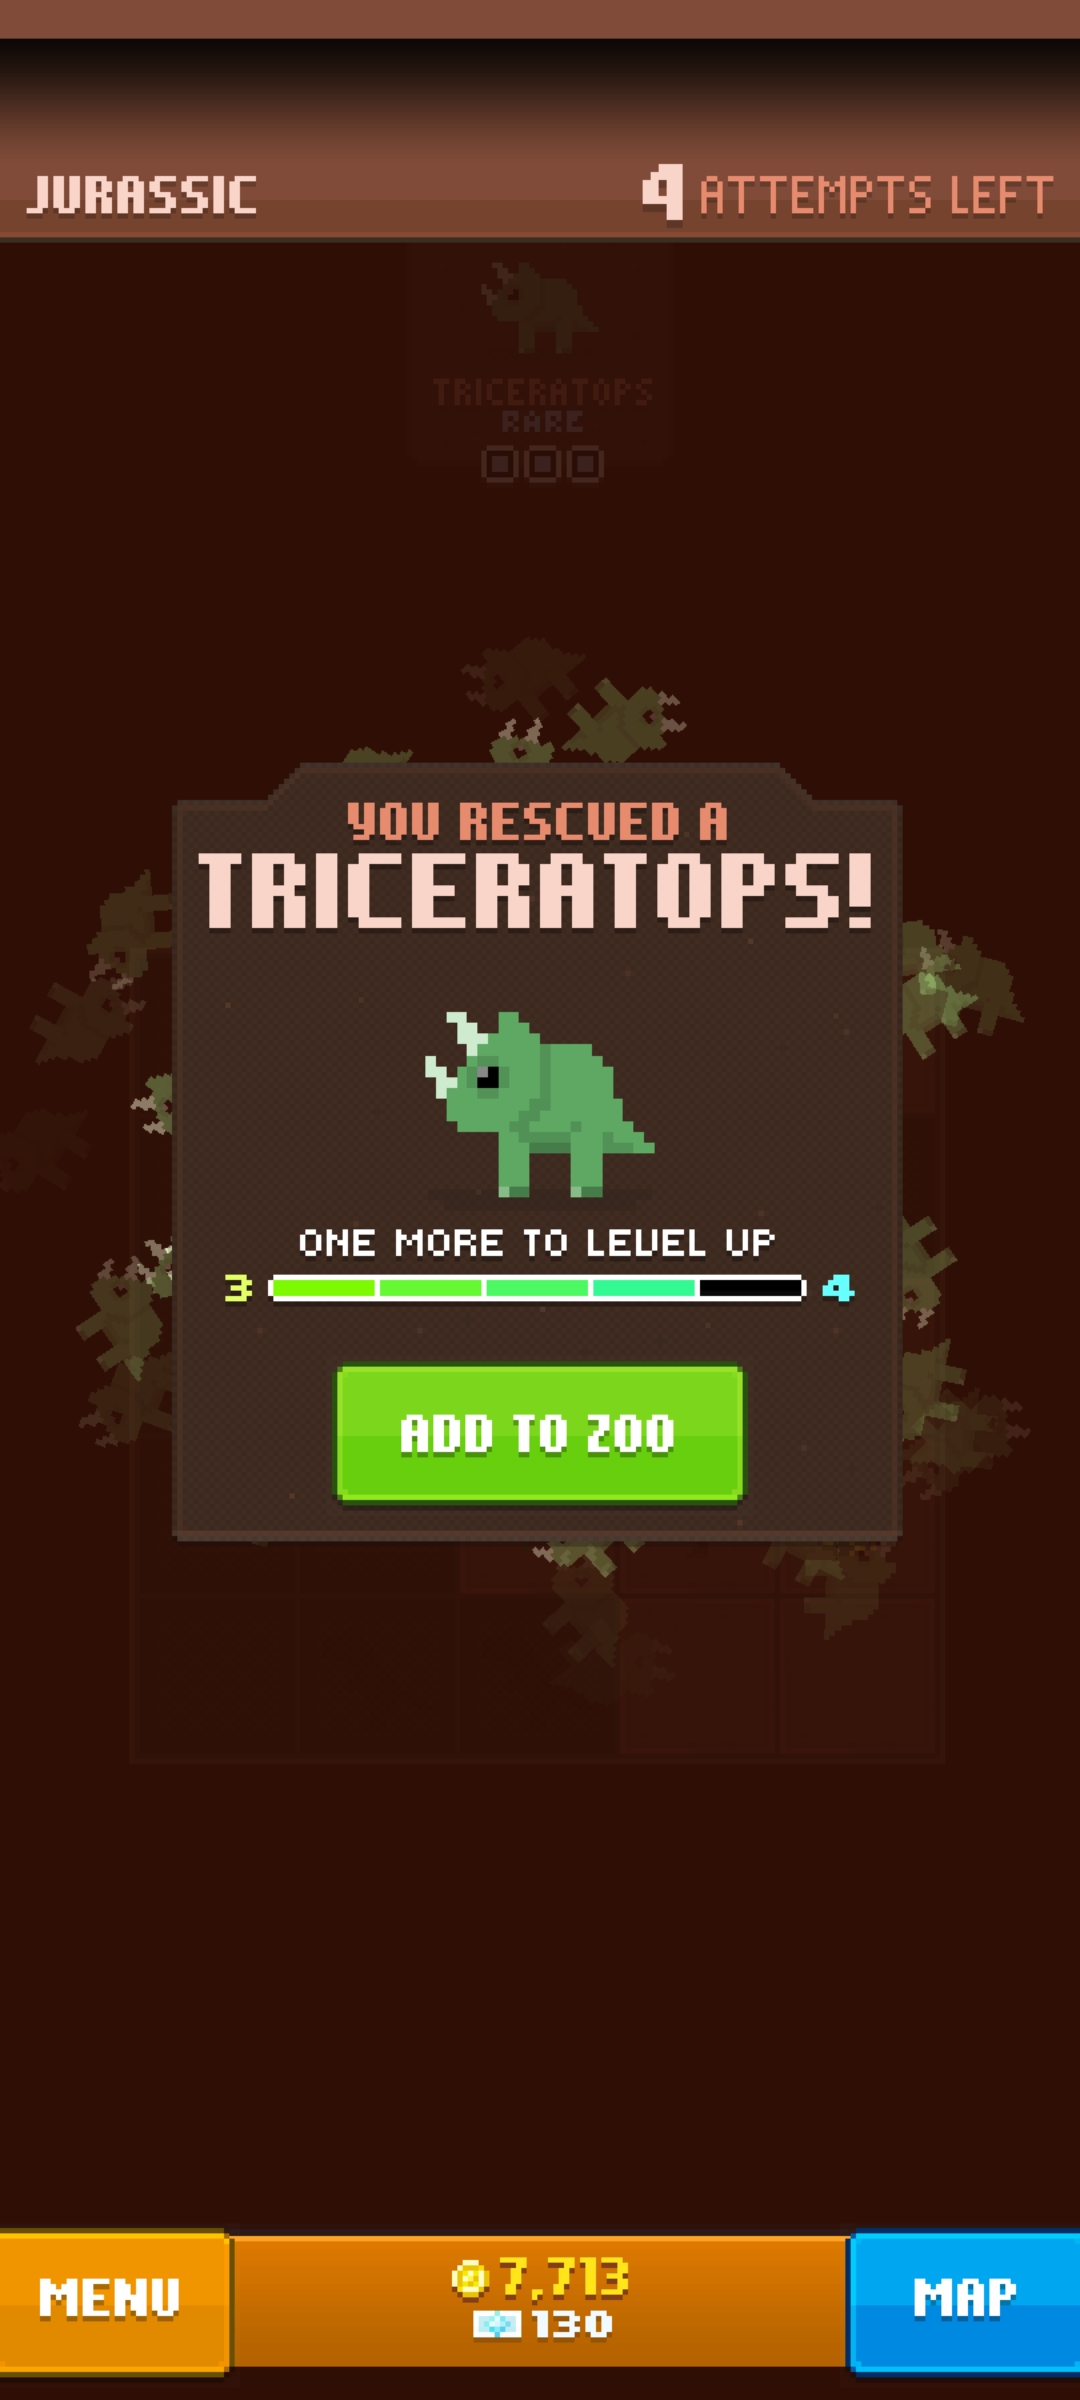 JURASSIC
4 ATTEMPTS LEFT
TRICERATOPS
RARE
YOU RESCUED A
TRICERATOPS!
ONE MORE TO LEVEL UP
3 4
ADD TO ZOO
MENU
7,713
130
MAP